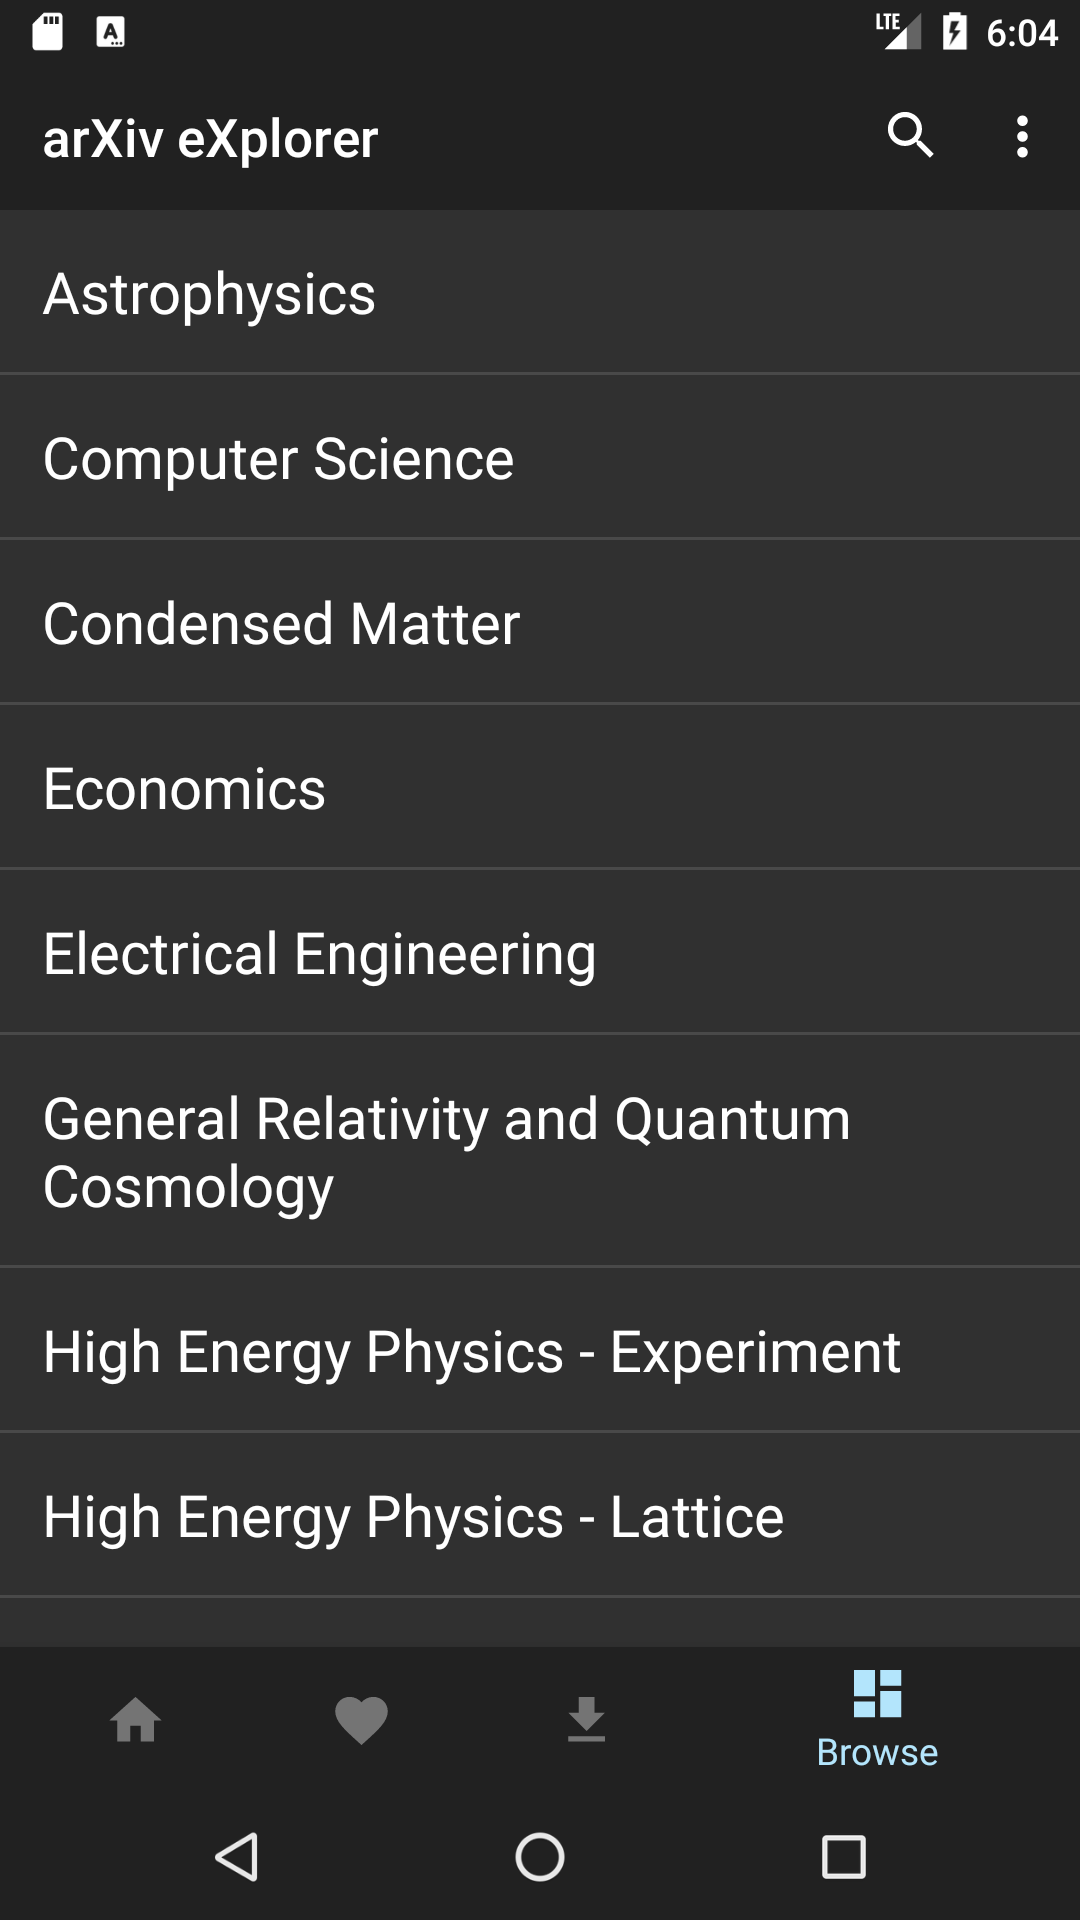 LTE 6:04
arXiv eXplorer
Astrophysics
Computer Science
Condensed Matter
Economics
Electrical Engineering
General Relativity and Quantum
Cosmology
High Energy Physics - Experiment
High Energy Physics - Lattice
Browse